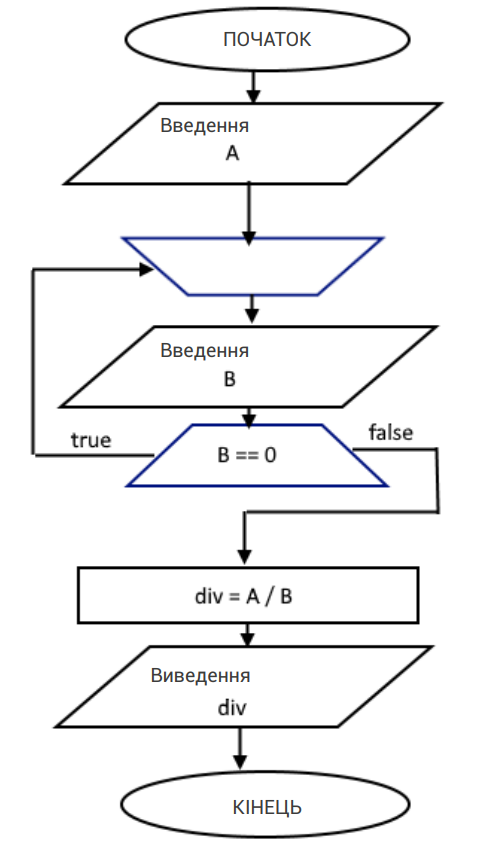 ПОЧАТОК
Введення
A
Введення
B
true
false
B == 0
div = A / B
Виведення
div
КІНЕЦЬ